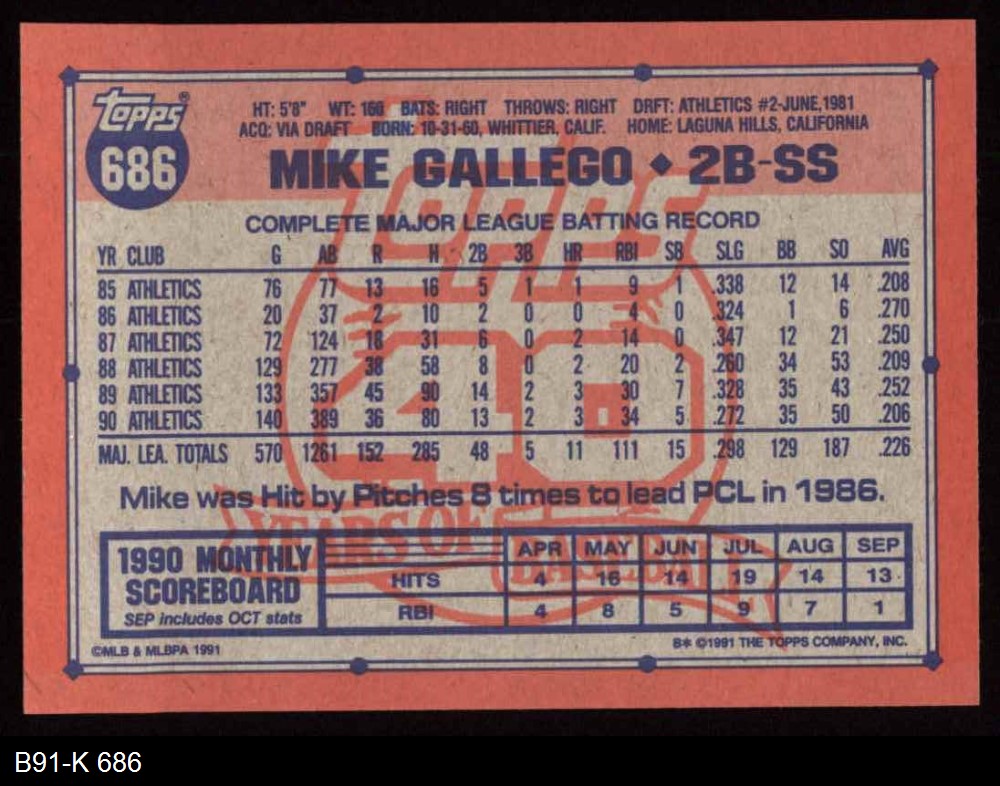 topps®
686
HT: 5'8" WT: 160 BATS: RIGHT THROWS: RIGHT DRFT: ATHLETICS #2-JUNE,1981
ACQ: VIA DRAFT BORN: 10-31-60, WHITTIER, CALIF. HOME: LAGUNA HILLS, CALIFORNIA
MIKE GALLEGO ◆ 2B-SS
Topps
40
YEARS OF
BASEBALL
COMPLETE MAJOR LEAGUE BATTING RECORD
YR CLUB G AB R H 2B 3B HR RBI SB SLG BB SO AVG
85 ATHLETICS 76 77 13 16 5 1 1 9 1 .338 12 14 .208
86 ATHLETICS 20 37 2 10 2 0 0 4 0 .324 1 6 .270
87 ATHLETICS 72 124 18 31 6 0 2 14 0 .347 12 21 .250
88 ATHLETICS 129 277 38 58 8 0 2 20 2 .260 34 53 .209
89 ATHLETICS 133 357 45 90 14 2 3 30 7 .328 35 43 .252
90 ATHLETICS 140 389 36 80 13 2 3 34 5 .272 35 50 .206
MAJ. LEA. TOTALS 570 1261 152 285 48 5 11 111 15 .298 129 187 .226
Mike was Hit by Pitches 8 times to lead PCL in 1986.
1990 MONTHLY
SCOREBOARD
SEP includes OCT stats
APR MAY JUN JUL AUG SEP
HITS 4 16 14 19 14 13
RBI 4 8 5 9 7 1
©MLB & MLBPA 1991
B* ©1991 THE TOPPS COMPANY, INC.
B91-K 686